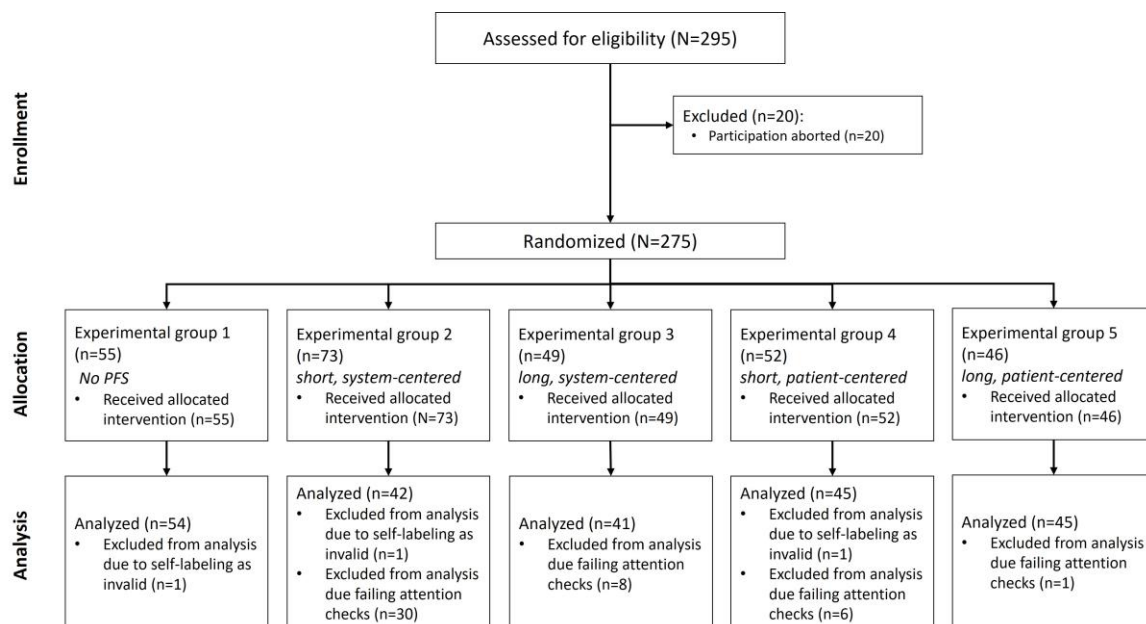 Assessed for eligibility (N=295)
Enrollment
Excluded (n=20):
• Participation aborted (n=20)
Randomized (N=275)
Allocation
Experimental group 1
(n=55)
No PFS
• Received allocated
intervention (n=55)
Experimental group 2
(n=73)
short, system-centered
• Received allocated
intervention (N=73)
Experimental group 3
(n=49)
long, system-centered
• Received allocated
intervention (n=49)
Experimental group 4
(n=52)
short, patient-centered
• Received allocated
intervention (n=52)
Experimental group 5
(n=46)
long, patient-centered
• Received allocated
intervention (n=46)
Analysis
Analyzed (n=54)
• Excluded from analysis
due to self-labeling as
invalid (n=1)
Analyzed (n=42)
• Excluded from analysis
due to self-labeling as
invalid (n=1)
• Excluded from analysis
due failing attention
checks (n=30)
Analyzed (n=41)
• Excluded from analysis
due failing attention
checks (n=8)
Analyzed (n=45)
• Excluded from analysis
due to self-labeling as
invalid (n=1)
• Excluded from analysis
due failing attention
checks (n=6)
Analyzed (n=45)
• Excluded from analysis
due failing attention
checks (n=1)